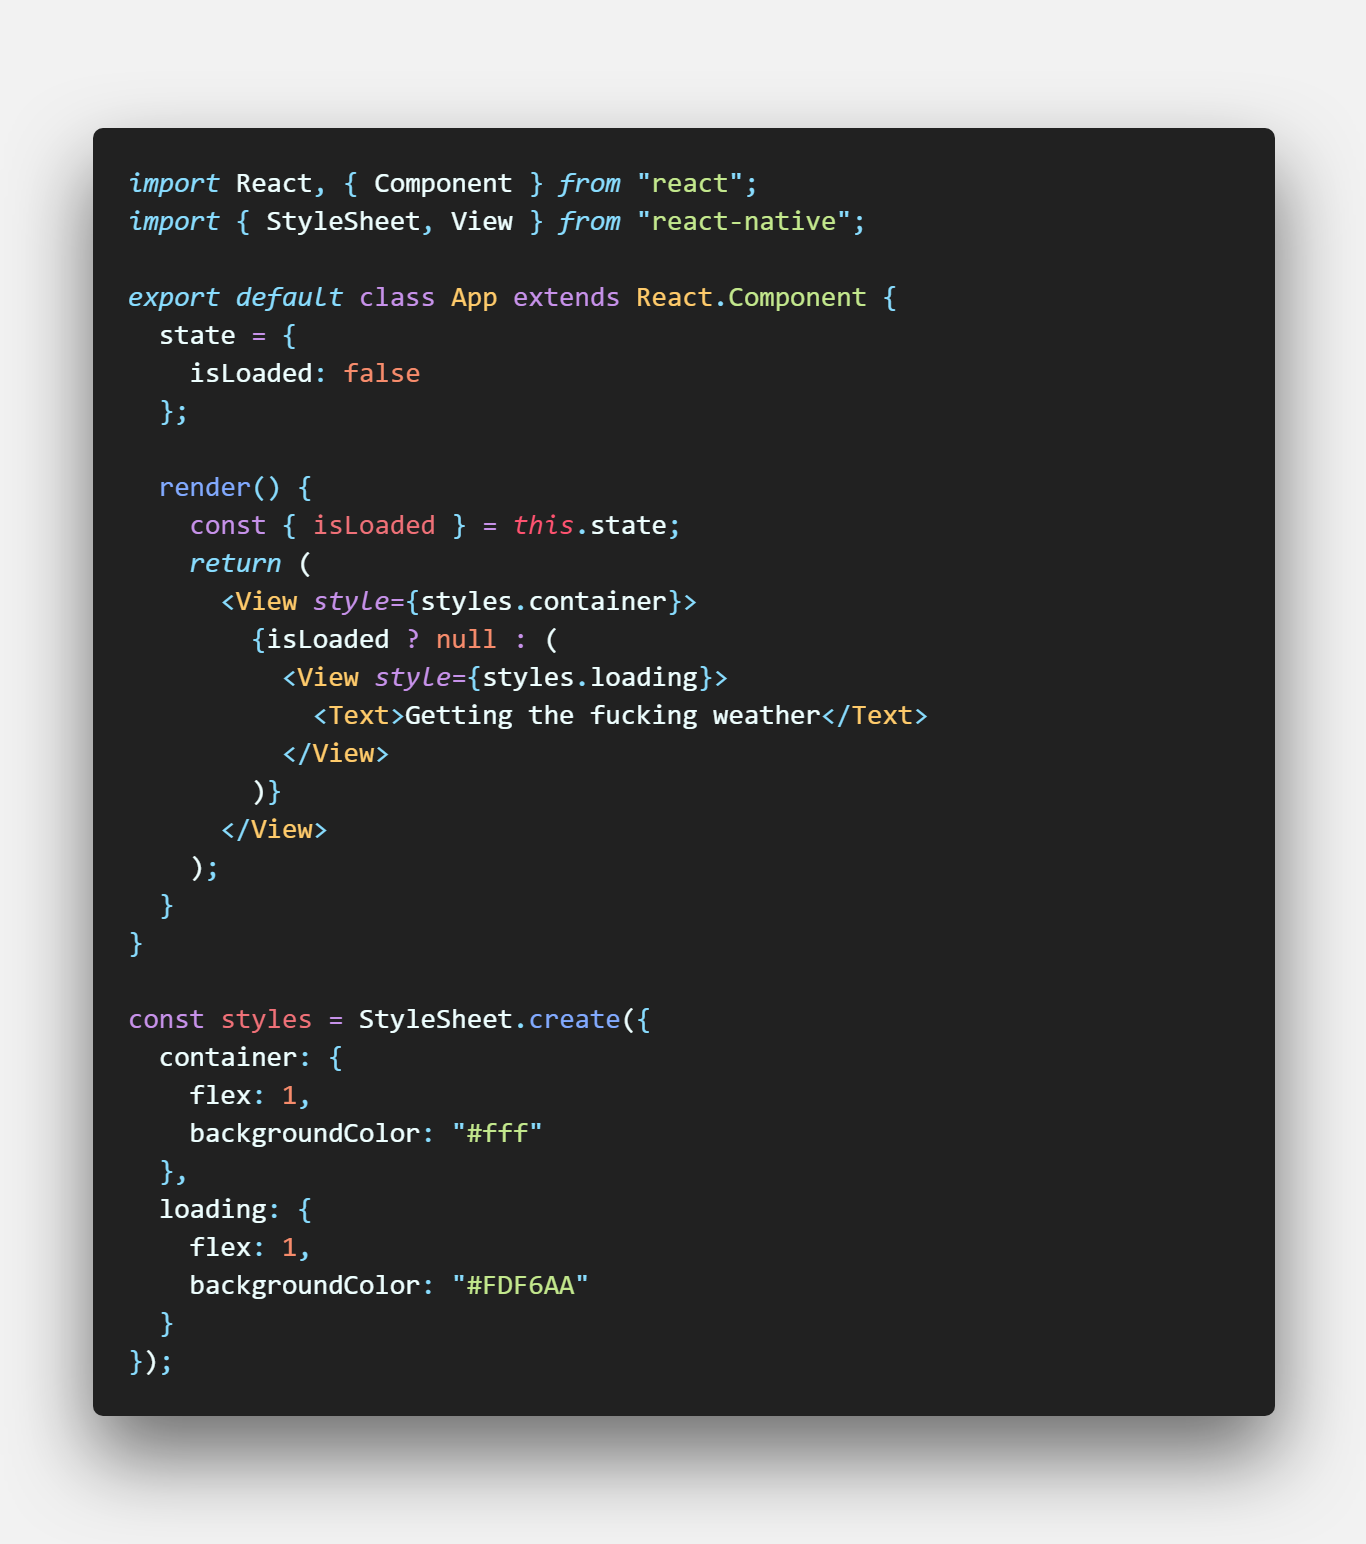 import React, { Component } from "react";
import { StyleSheet, View } from "react-native";

export default class App extends React.Component {
  state = {
    isLoaded: false
  };

  render() {
    const { isLoaded } = this.state;
    return (
      <View style={styles.container}>
        {isLoaded ? null : (
          <View style={styles.loading}>
            <Text>Getting the fucking weather</Text>
          </View>
        )}
      </View>
    );
  }
}

const styles = StyleSheet.create({
  container: {
    flex: 1,
    backgroundColor: "#fff"
  },
  loading: {
    flex: 1,
    backgroundColor: "#FDF6AA"
  }
});